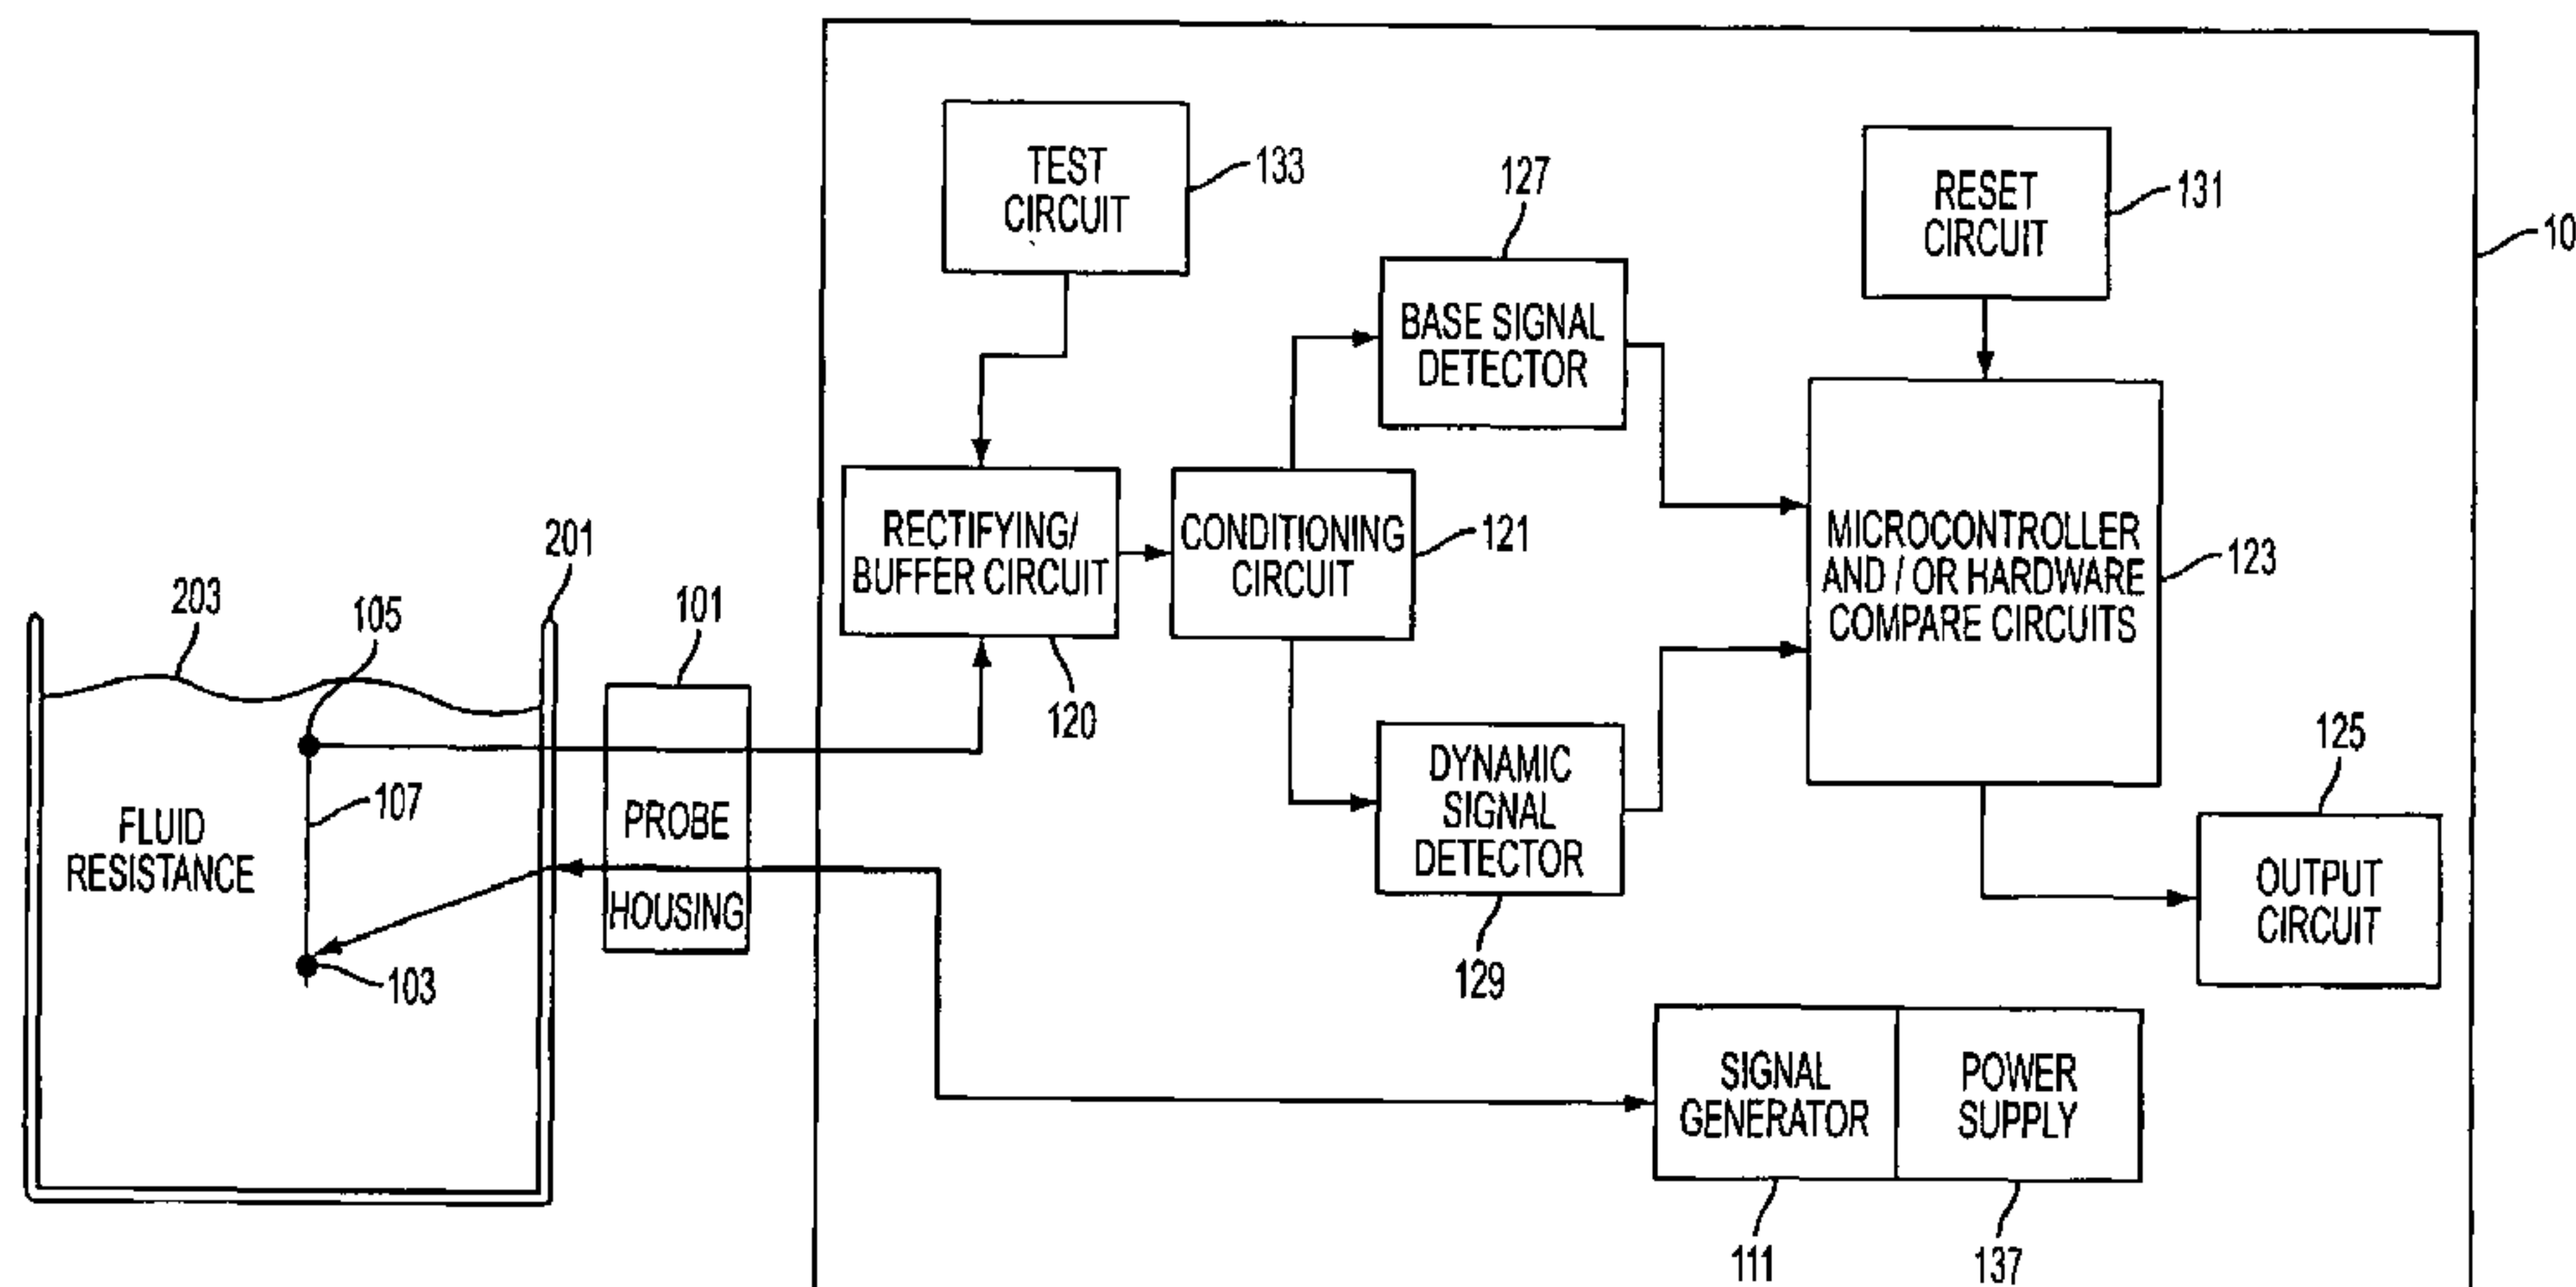 TEST
CIRCUIT
133
127
RESET
CIRCUIT
131
10
BASE SIGNAL
DETECTOR
RECTIFYING/
BUFFER CIRCUIT
120
CONDITIONING
CIRCUIT
121
MICROCONTROLLER
AND / OR HARDWARE
COMPARE CIRCUITS
123
201
203
105
101
107
FLUID
RESISTANCE
103
PROBE
HOUSING
DYNAMIC
SIGNAL
DETECTOR
129
125
OUTPUT
CIRCUIT
SIGNAL
GENERATOR
POWER
SUPPLY
111
137